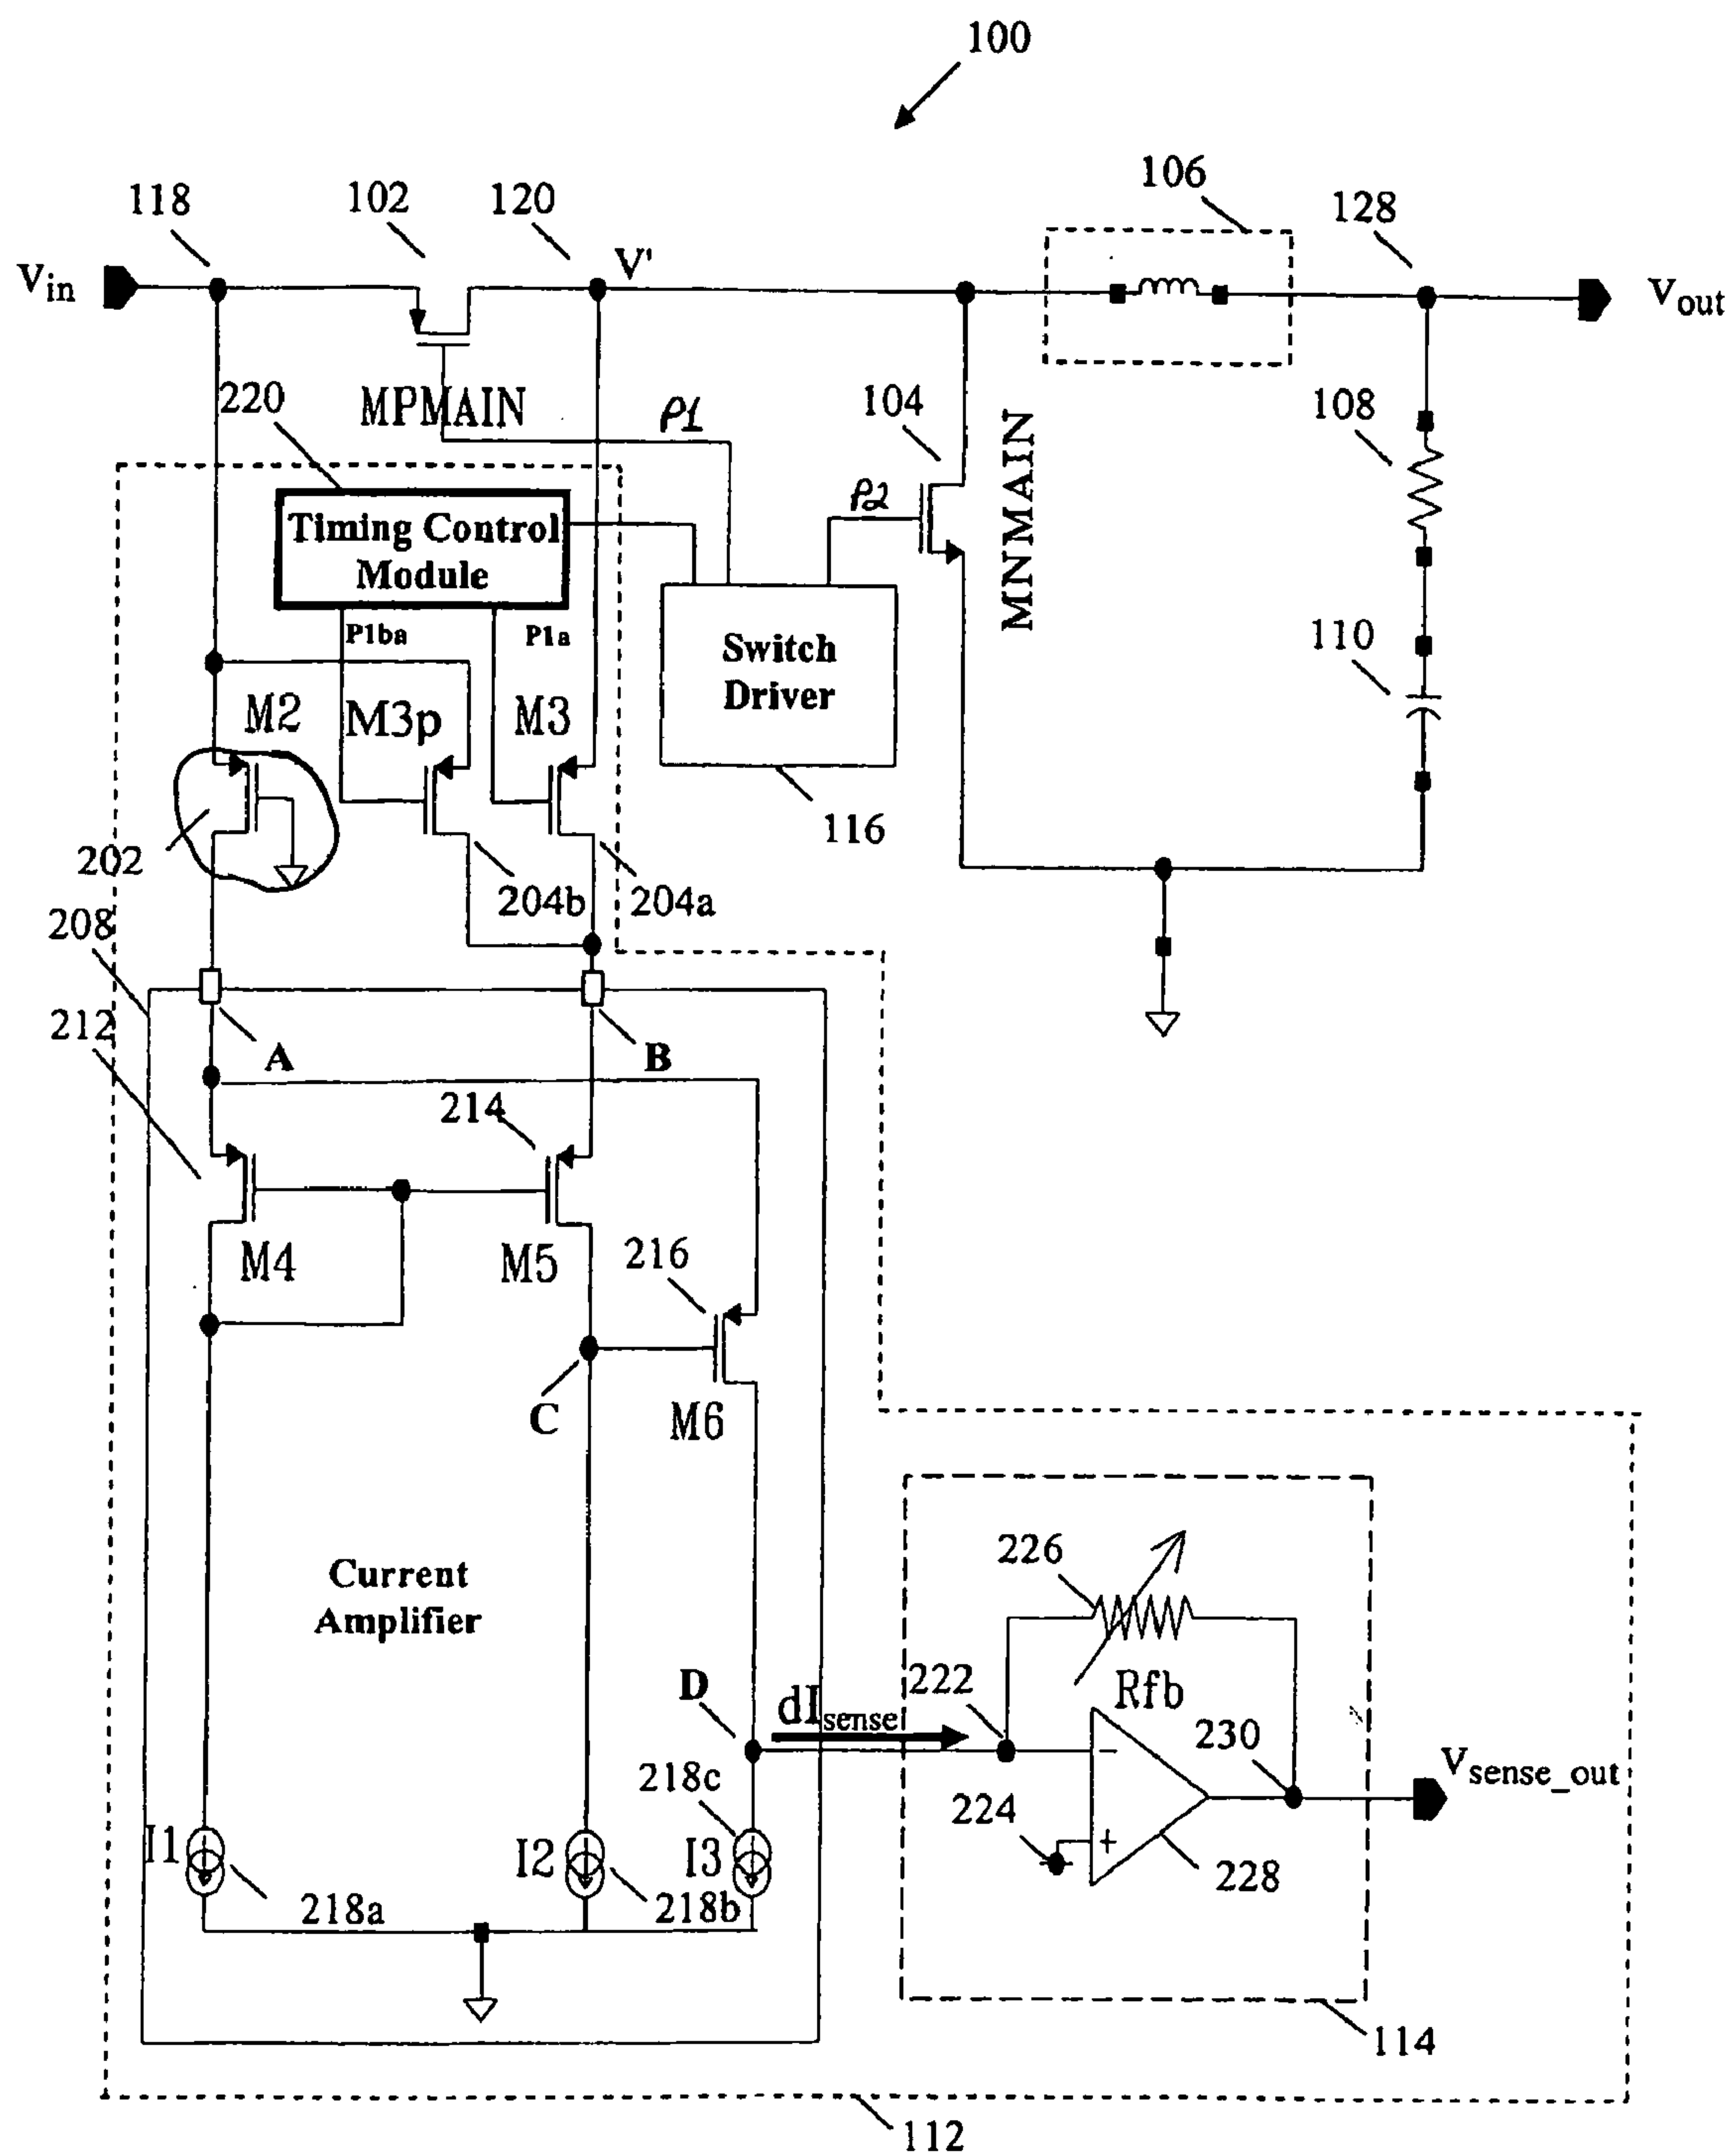 100
118
102
120
106
128
Vin
V'
Vout
220
MPMAIN
P1
104
108
P2
MNMAIN
Timing Control
Module
P1ba
P1a
Switch
Driver
110
M2
M3p
M3
202
116
204b
204a
208
212
A
B
214
M4
M5
216
C
M6
Current
Amplifier
226
Rfb
D
dIsense
222
230
Vsense_out
218c
224
-
+
I1
I2
I3
228
218a
218b
114
112